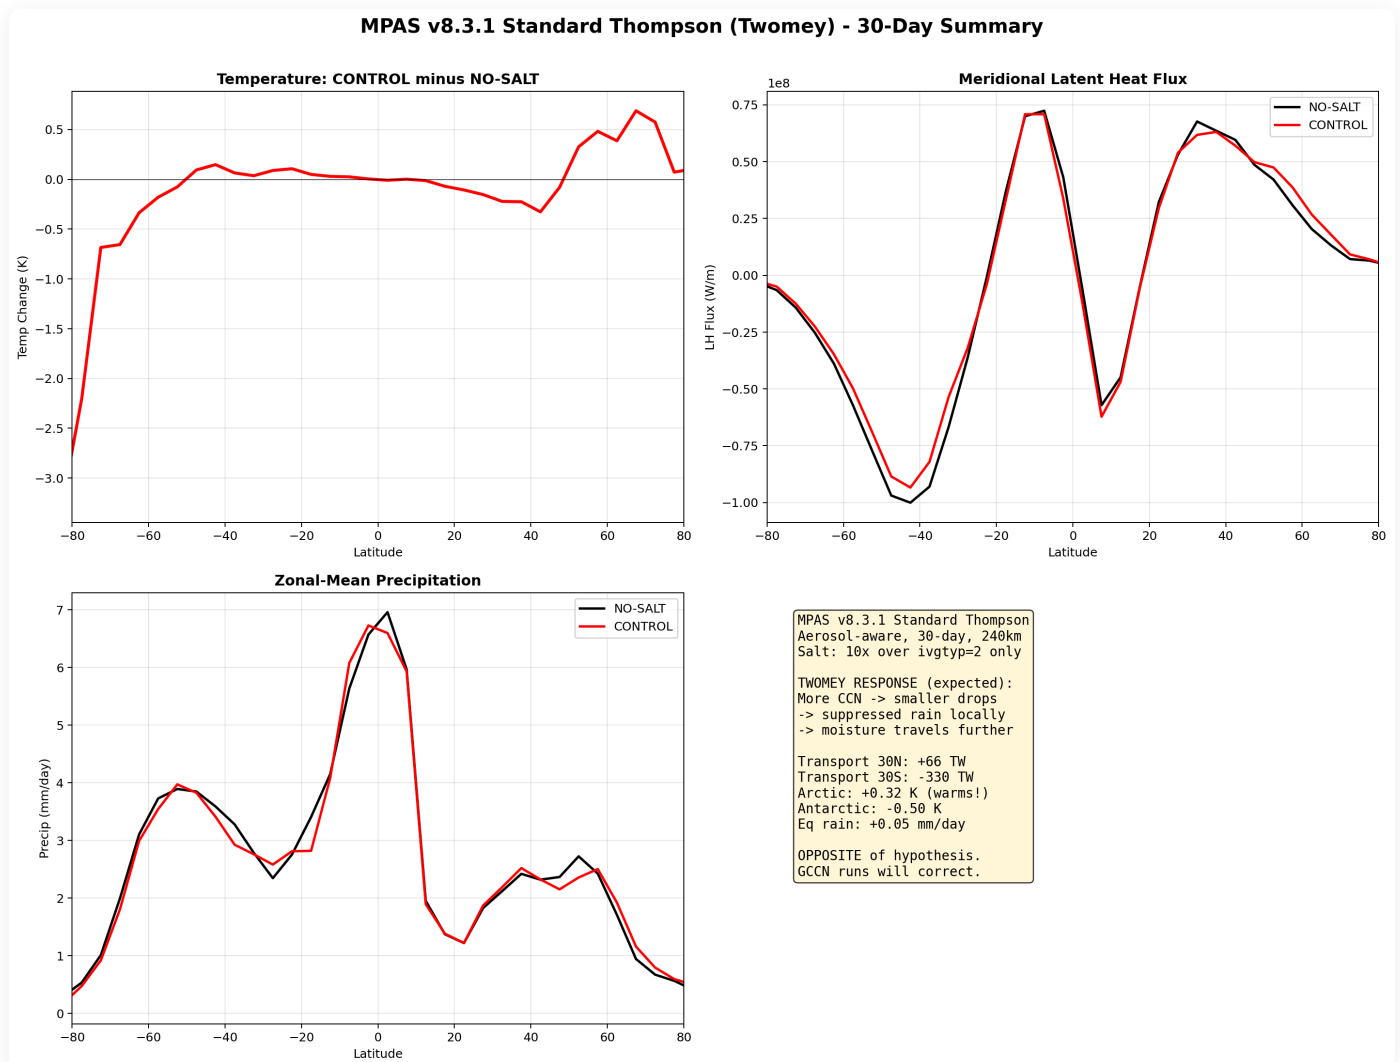 MPAS v8.3.1 Standard Thompson (Twomey) - 30-Day Summary
Temperature: CONTROL minus NO-SALT
0.5
0.0
−0.5
−1.0
−1.5
−2.0
−2.5
−3.0
Temp Change (K)
−80 −60 −40 −20 0 20 40 60 80
Latitude
Meridional Latent Heat Flux
1e8
0.75
0.50
0.25
0.00
−0.25
−0.50
−0.75
−1.00
LH Flux (W/m)
NO-SALT
CONTROL
−80 −60 −40 −20 0 20 40 60 80
Latitude
Zonal-Mean Precipitation
7
6
5
4
3
2
1
0
Precip (mm/day)
NO-SALT
CONTROL
−80 −60 −40 −20 0 20 40 60 80
Latitude
MPAS v8.3.1 Standard Thompson
Aerosol-aware, 30-day, 240km
Salt: 10x over ivgtyp=2 only
TWOMEY RESPONSE (expected):
More CCN -> smaller drops
-> suppressed rain locally
-> moisture travels further
Transport 30N: +66 TW
Transport 30S: -330 TW
Arctic: +0.32 K (warms!)
Antarctic: -0.50 K
Eq rain: +0.05 mm/day
OPPOSITE of hypothesis.
GCCN runs will correct.